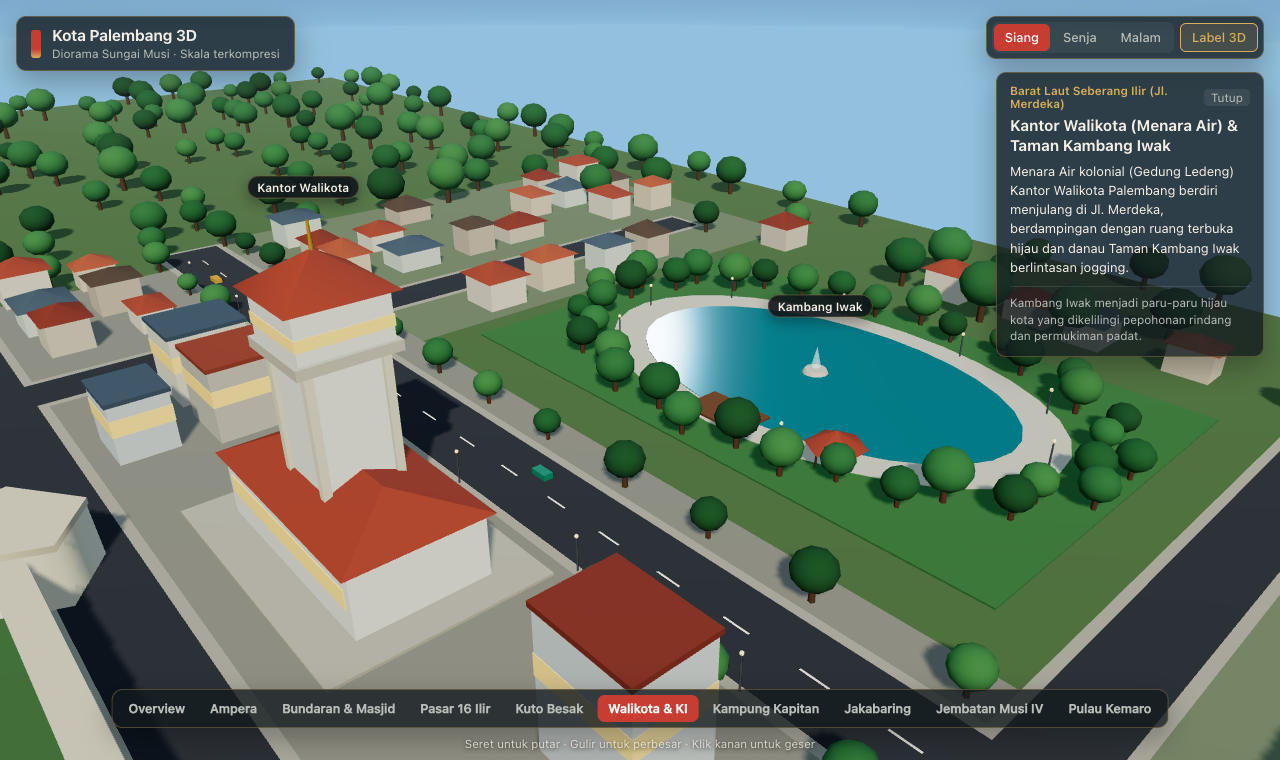 Kota Palembang 3D
Diorama Sungai Musi · Skala terkompresi
Siang Senja Malam Label 3D
Barat Laut Seberang Ilir (Jl.
Merdeka)
Tutup
Kantor Walikota (Menara Air) &
Taman Kambang Iwak
Menara Air kolonial (Gedung Ledeng)
Kantor Walikota Palembang berdiri
menjulang di Jl. Merdeka,
berdampingan dengan ruang terbuka
hijau dan danau Taman Kambang Iwak
berlintasan jogging.
Kambang Iwak menjadi paru-paru hijau
kota yang dikelilingi pepohonan rindang
dan permukiman padat.
Kantor Walikota
Kambang Iwak
Overview Ampera Bundaran & Masjid Pasar 16 Ilir Kuto Besak Walikota & KI Kampung Kapitan Jakabaring Jembatan Musi IV Pulau Kemaro
Seret untuk putar · Gulir untuk perbesar · Klik kanan untuk geser